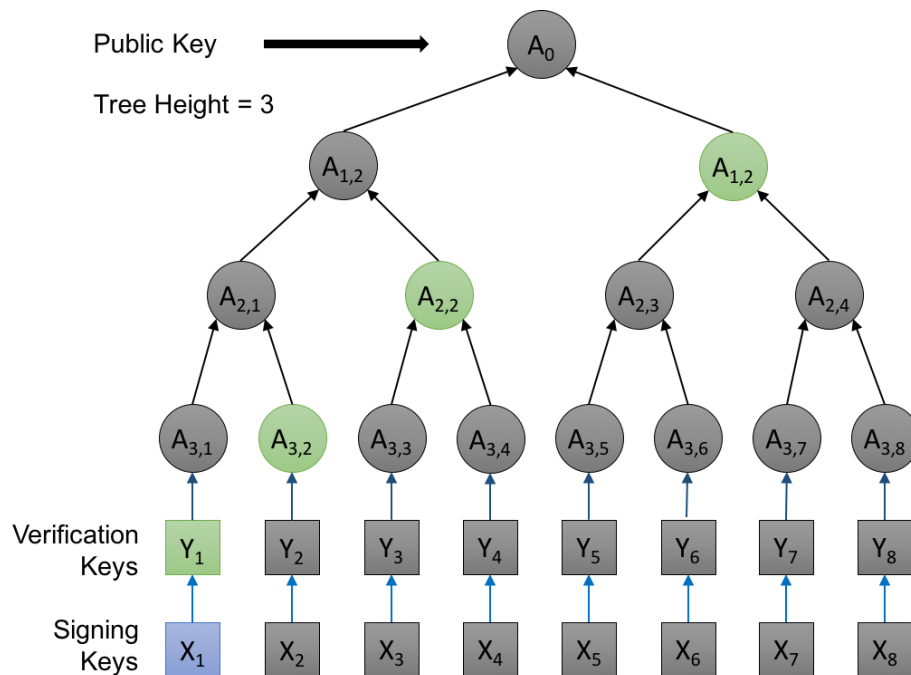 Public Key
A0
Tree Height = 3
A1,2 A1,2
A2,1 A2,2 A2,3 A2,4
A3,1 A3,2 A3,3 A3,4 A3,5 A3,6 A3,7 A3,8
Verification
Keys
Y1 Y2 Y3 Y4 Y5 Y6 Y7 Y8
Signing
Keys
X1 X2 X3 X4 X5 X6 X7 X8